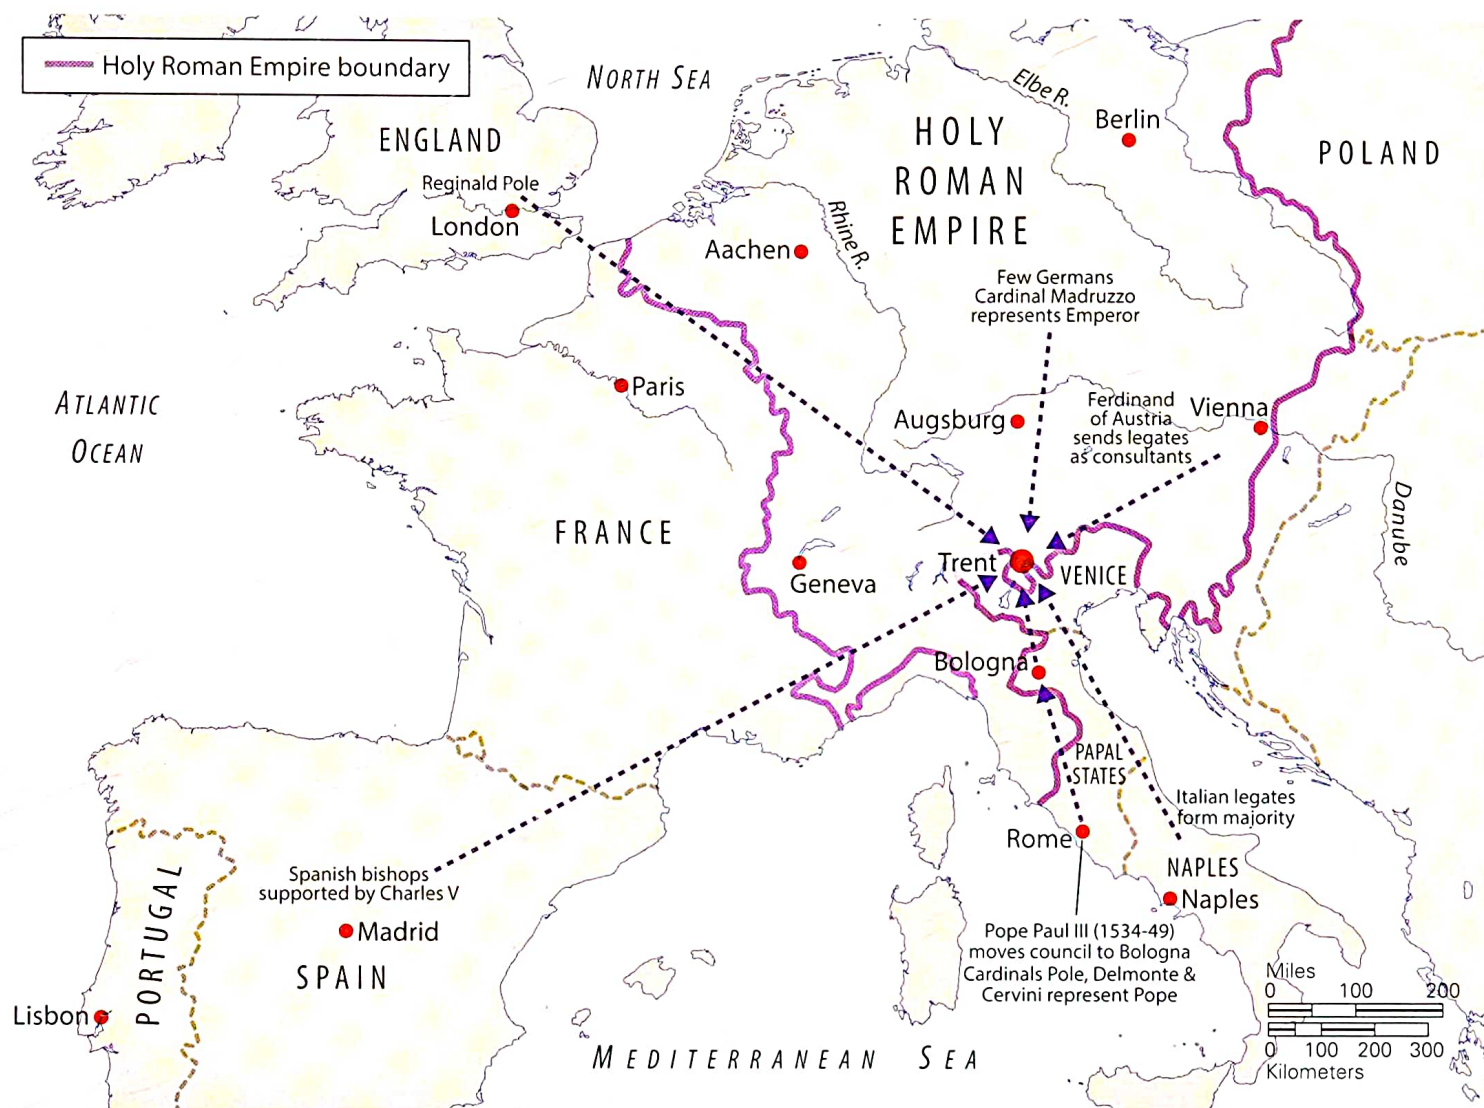 Holy Roman Empire boundary
NORTH SEA
Elbe R.
Berlin
HOLY
ROMAN
EMPIRE
POLAND
ENGLAND
Reginald Pole
London
Aachen
Rhine R.
Few Germans
Cardinal Madruzzo
represents Emperor
Paris
ATLANTIC
OCEAN
Augsburg
Ferdinand
of Austria
sends legates
as consultants
Vienna
Danube
FRANCE
Geneva
Trent
VENICE
Bologna
PAPAL
STATES
Italian legates
form majority
Rome
NAPLES
Naples
Spanish bishops
supported by Charles V
Madrid
SPAIN
PORTUGAL
Lisbon
Pope Paul III (1534-49)
moves council to Bologna
Cardinals Pole, Delmonte &
Cervini represent Pope
MEDITERRANEAN SEA
Miles
0 100 200
0 100 200 300
Kilometers